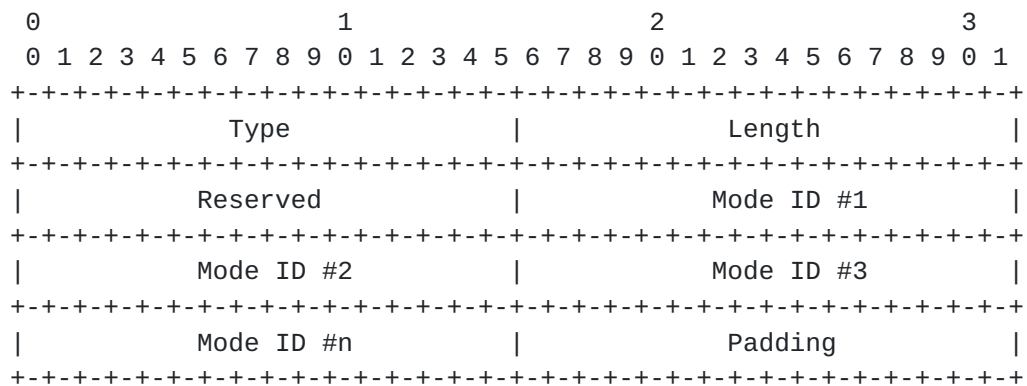 0                   1                   2                   3
 0 1 2 3 4 5 6 7 8 9 0 1 2 3 4 5 6 7 8 9 0 1 2 3 4 5 6 7 8 9 0 1
+-+-+-+-+-+-+-+-+-+-+-+-+-+-+-+-+-+-+-+-+-+-+-+-+-+-+-+-+-+-+-+-+
|             Type              |             Length            |
+-+-+-+-+-+-+-+-+-+-+-+-+-+-+-+-+-+-+-+-+-+-+-+-+-+-+-+-+-+-+-+-+
|           Reserved            |            Mode ID #1         |
+-+-+-+-+-+-+-+-+-+-+-+-+-+-+-+-+-+-+-+-+-+-+-+-+-+-+-+-+-+-+-+-+
|           Mode ID #2          |            Mode ID #3         |
+-+-+-+-+-+-+-+-+-+-+-+-+-+-+-+-+-+-+-+-+-+-+-+-+-+-+-+-+-+-+-+-+
|           Mode ID #n          |             Padding           |
+-+-+-+-+-+-+-+-+-+-+-+-+-+-+-+-+-+-+-+-+-+-+-+-+-+-+-+-+-+-+-+-+